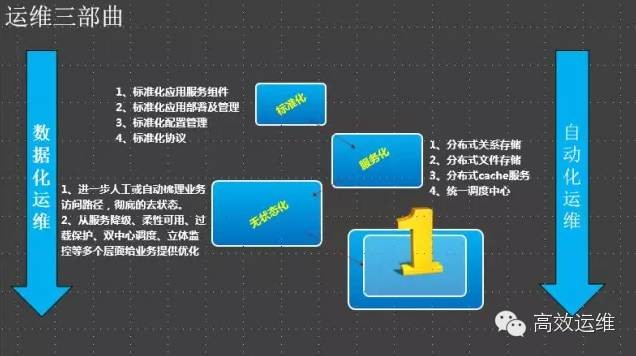 运维三部曲
数据化运维
1、标准化应用服务组件
2、标准化应用部署及管理
3、标准化配置管理
4、标准化协议
标准化
服务化
1、分布式关系存储
2、分布式文件存储
3、分布式cache服务
4、统一调度中心
1、进一步人工或自动梳理业务
访问路径，彻底的去状态。
2、从服务降级、柔性可用、过
载保护、双中心调度、立体监
控等多个层面给业务提供优化
无状态化
1
自动化运维
高效运维